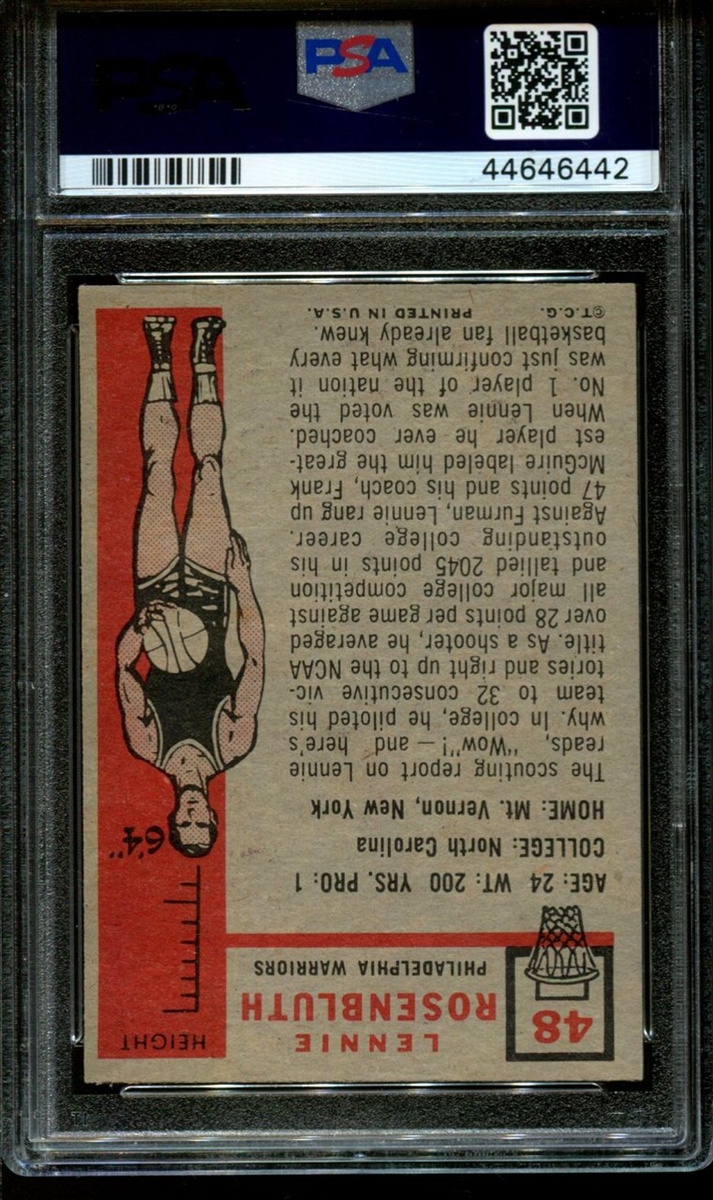 PSA
44646442
48
LENNIE
ROSENBLUTH
PHILADELPHIA WARRIORS
HEIGHT
6'4"
AGE: 24 WT: 200 YRS. PRO: 1
COLLEGE: North Carolina
HOME: Mt. Vernon, New York
The scouting report on Lennie
reads, "Wow"! — and here's
why. In college, he piloted his
team to 32 consecutive vic-
tories and right up to the NCAA
title. As a shooter, he averaged
over 28 points per game against
all major college competition
and tallied 2045 points in his
outstanding college career.
Against Furman, Lennie rang up
47 points and his coach, Frank
McGuire labeled him the great-
est player he ever coached.
When Lennie was voted the
No. 1 player of the nation it
was just confirming what every
basketball fan already knew.
©T.C.G. PRINTED IN U.S.A.